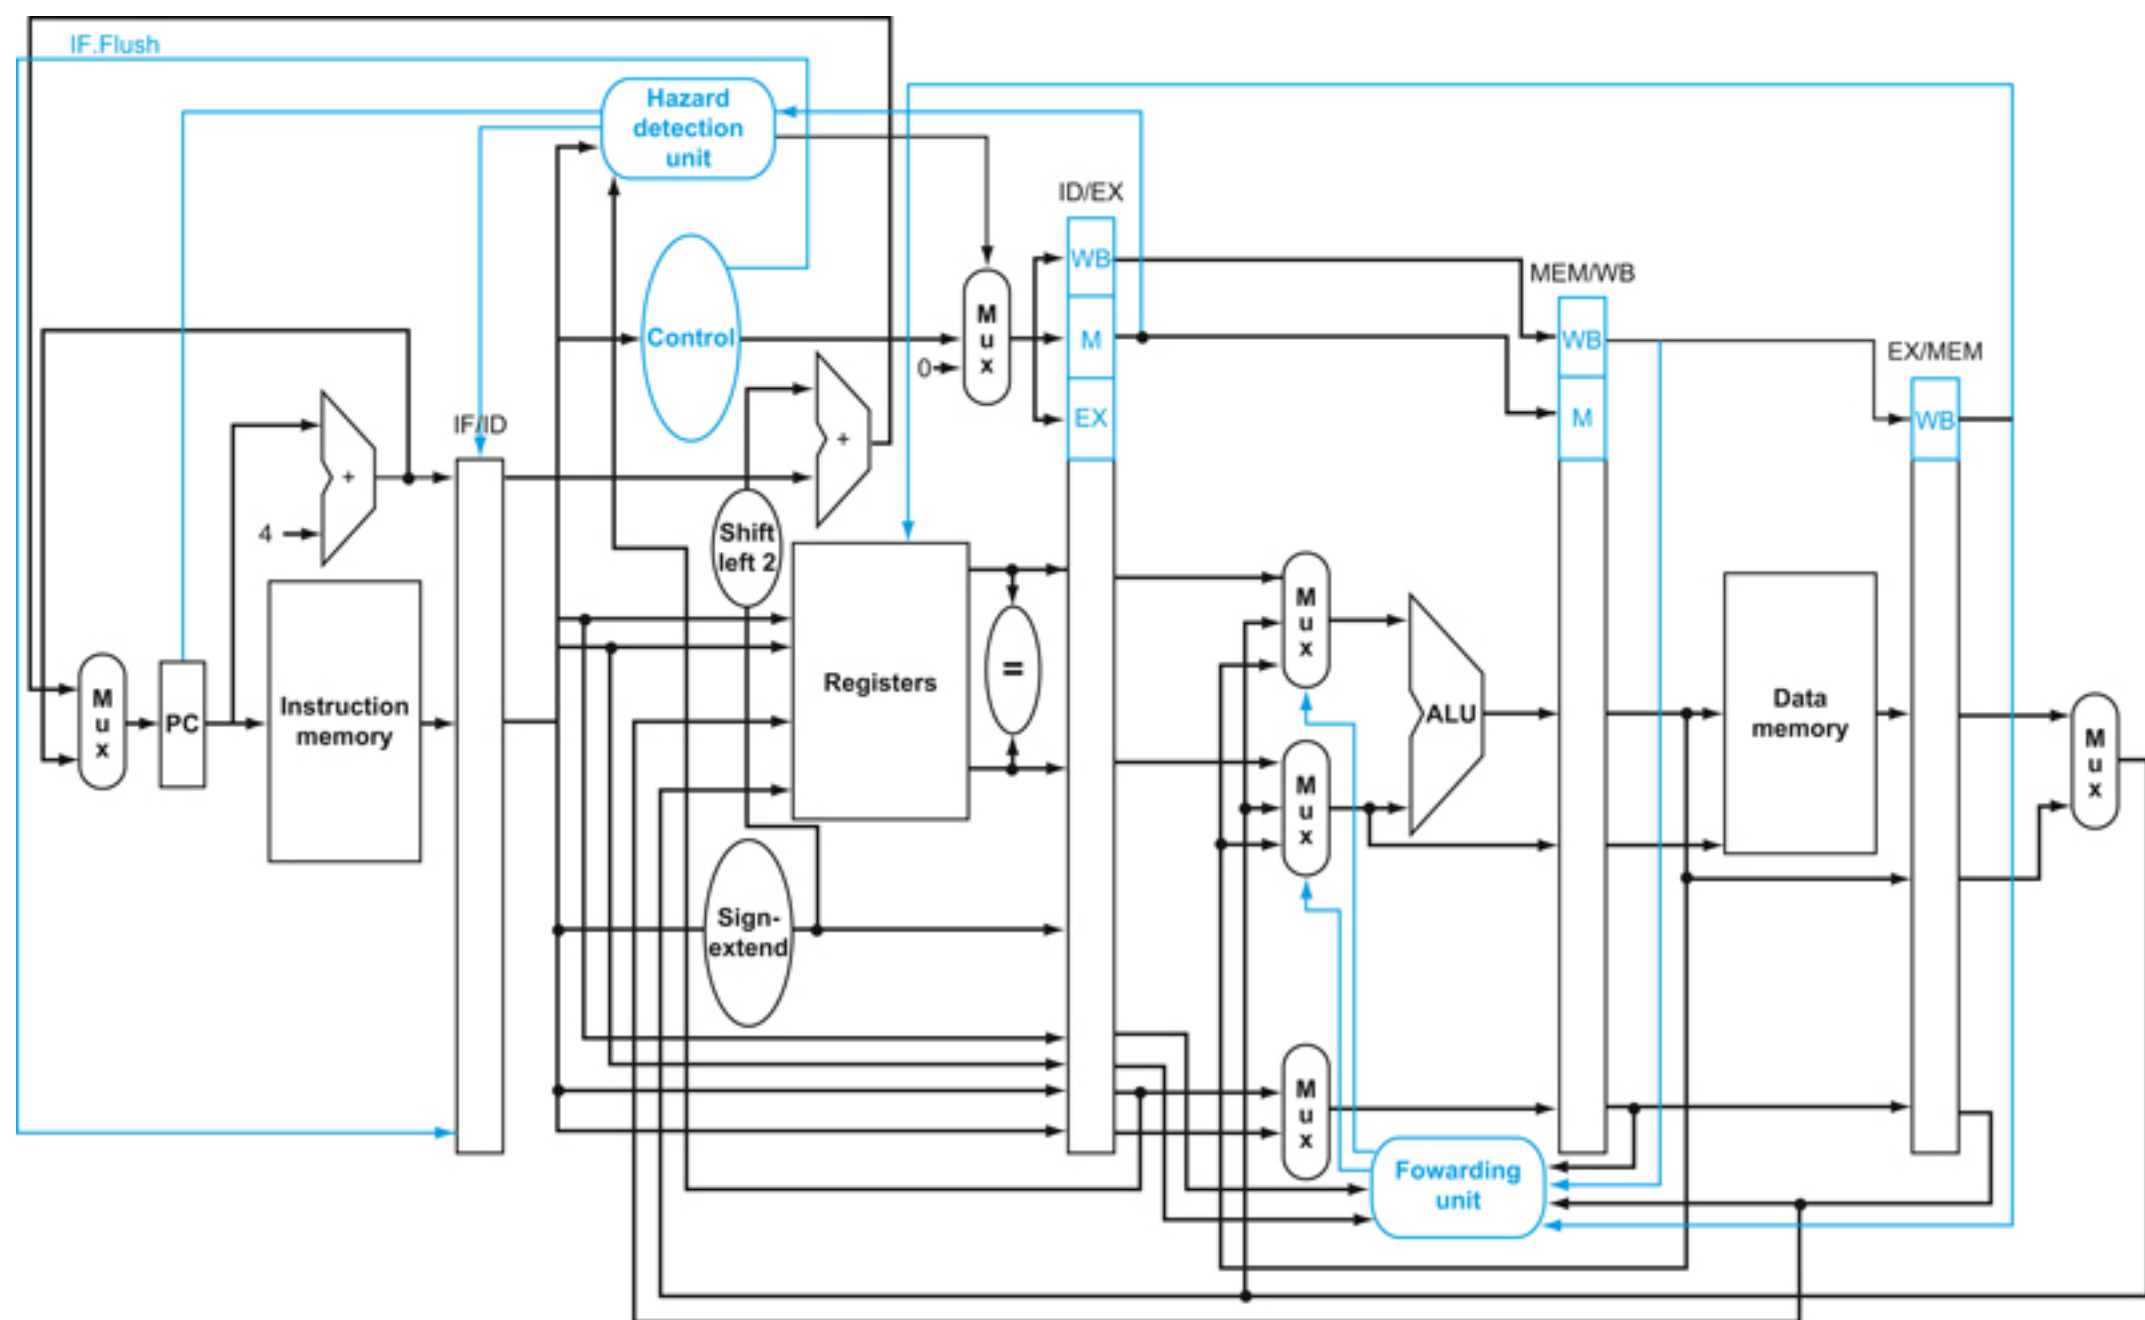 IF.Flush
Hazard
detection
unit
ID/EX
WB
M
EX
MEM/WB
WB
M
EX/MEM
WB
Control
0
M
u
x
IF/ID
+
4
+
Shift
left 2
M
u
x
PC
Instruction
memory
Registers
=
Sign-
extend
M
u
x
M
u
x
ALU
Data
memory
M
u
x
M
u
x
Fowarding
unit